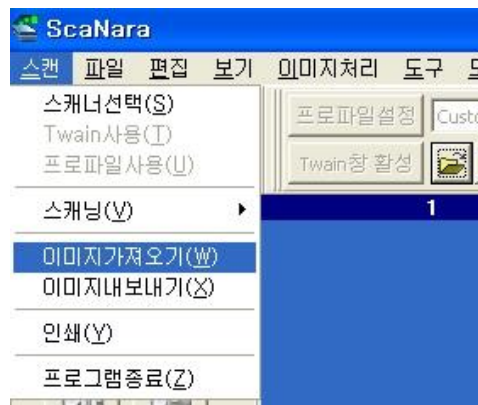 ScaNara
스캔 파일 편집 보기 이미지처리 도구
스캐너선택(S)
Twain사용(T)
프로파일사용(U)
스캐닝(V)
이미지가져오기(W)
이미지내보내기(X)
인쇄(Y)
프로그램종료(Z)
프로파일설정 Custo
Twain창 활성
1